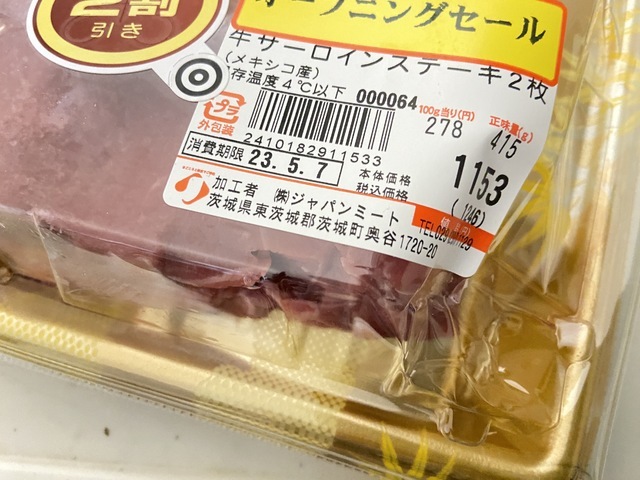 2割
引き
オープニングセール
牛サーロインステーキ2枚
(メキシコ産)
存温度4℃以下 000064
100g当り(円) 正味量(g)
278 415
プラ
外包装
2410182911533
消費期限 23.5.7
本体価格 1153
税込価格 (1246)
加工者 (株)ジャパンミート
茨城県東茨城郡茨城町奥谷1720-20